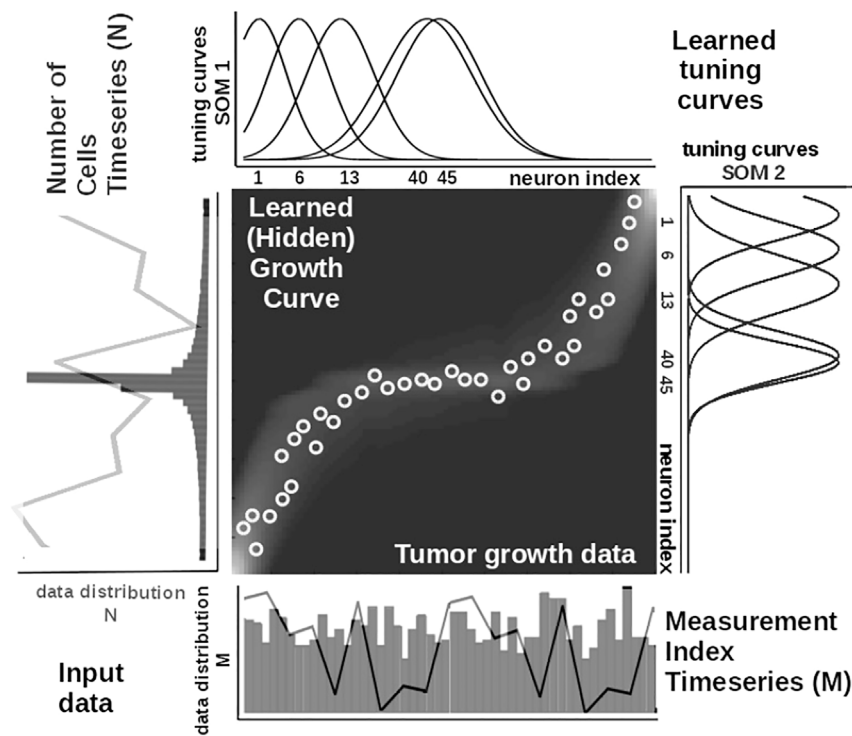 Number of
Cells
Timeseries (N)
tuning curves
SOM 1
Learned
tuning
curves
1 6 13 40 45 neuron index
tuning curves
SOM 2
Learned
(Hidden)
Growth
Curve
1
6
13
40
45
neuron index
Tumor growth data
data distribution
N
Input
data
data distribution
M
Measurement
Index
Timeseries (M)